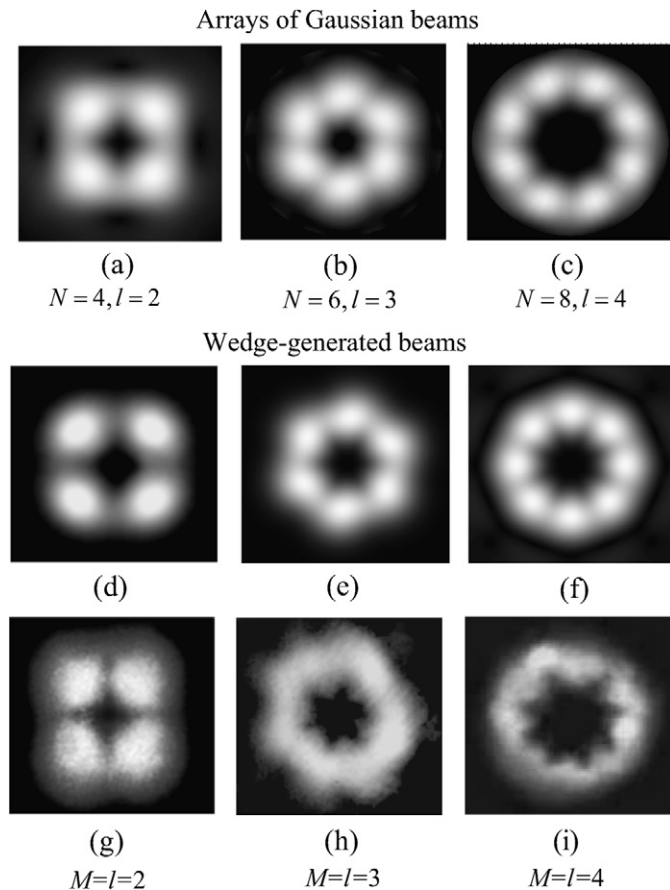 Arrays of Gaussian beams
(a) (b) (c)
N = 4, l = 2 N = 6, l = 3 N = 8, l = 4
Wedge-generated beams
(d) (e) (f)
(g) (h) (i)
M=l=2 M=l=3 M=l=4